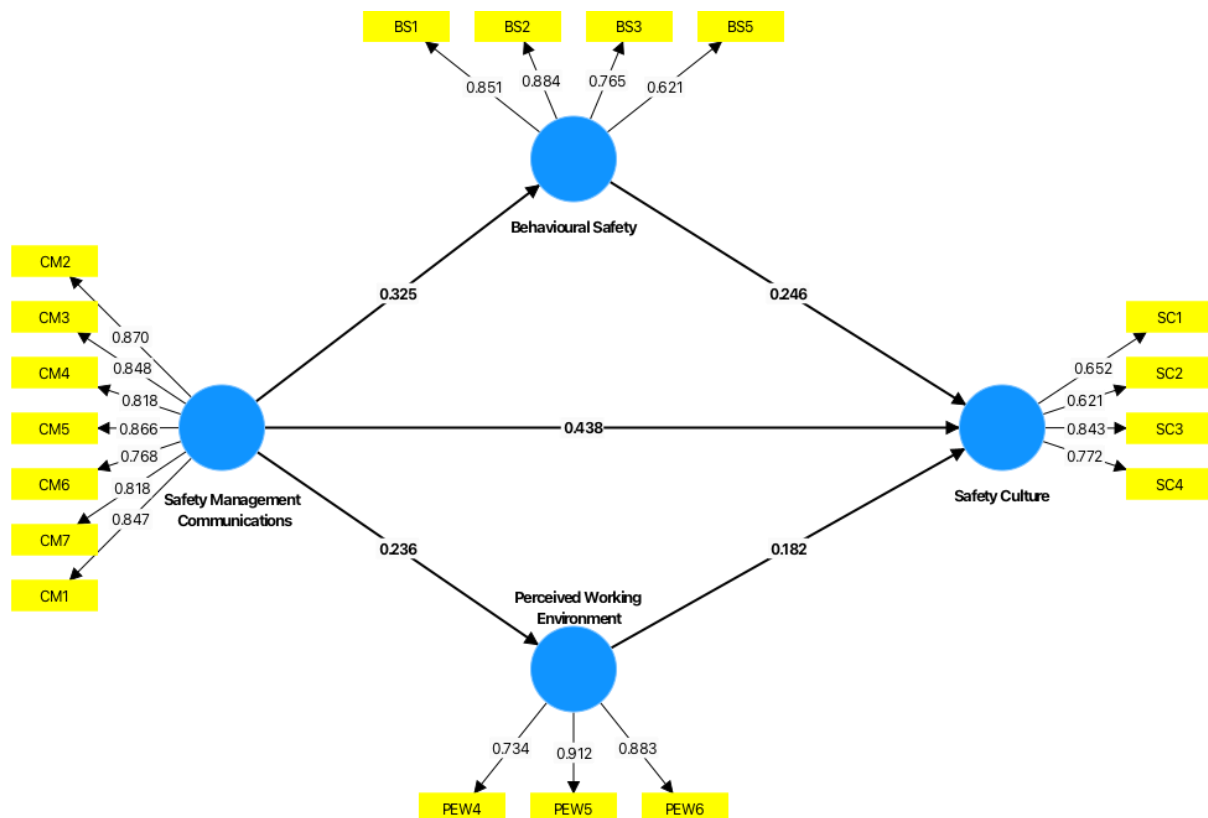 BS1
BS2
BS3
BS5
0.851
0.884
0.765
0.621
Behavioural Safety
CM2
CM3
CM4
CM5
CM6
CM7
CM1
0.870
0.848
0.818
0.866
0.768
0.818
0.847
Safety Management
Communications
0.325
0.246
0.438
0.236
0.182
SC1
SC2
SC3
SC4
0.652
0.621
0.843
0.772
Safety Culture
Perceived Working
Environment
0.734
0.912
0.883
PEW4
PEW5
PEW6